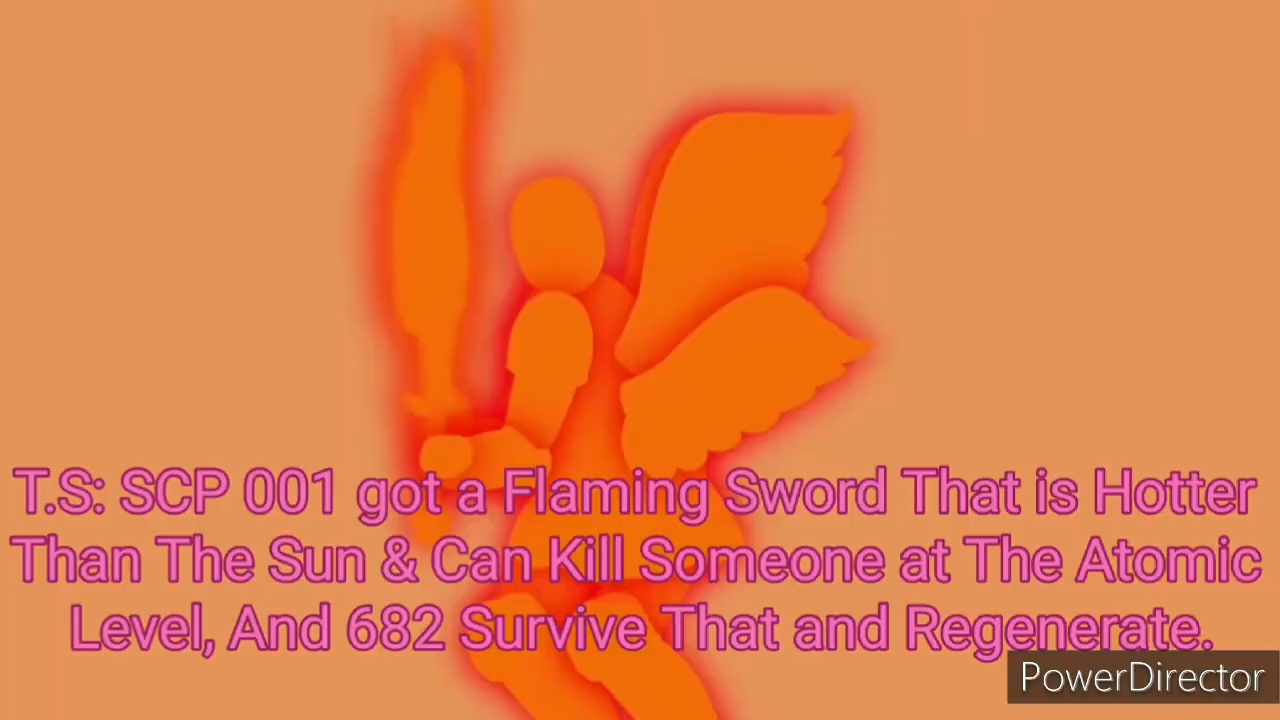 T.S: SCP 001 got a Flaming Sword That is Hotter
Than The Sun & Can Kill Someone at The Atomic
Level, And 682 Survive That and Regenerate.
PowerDirector